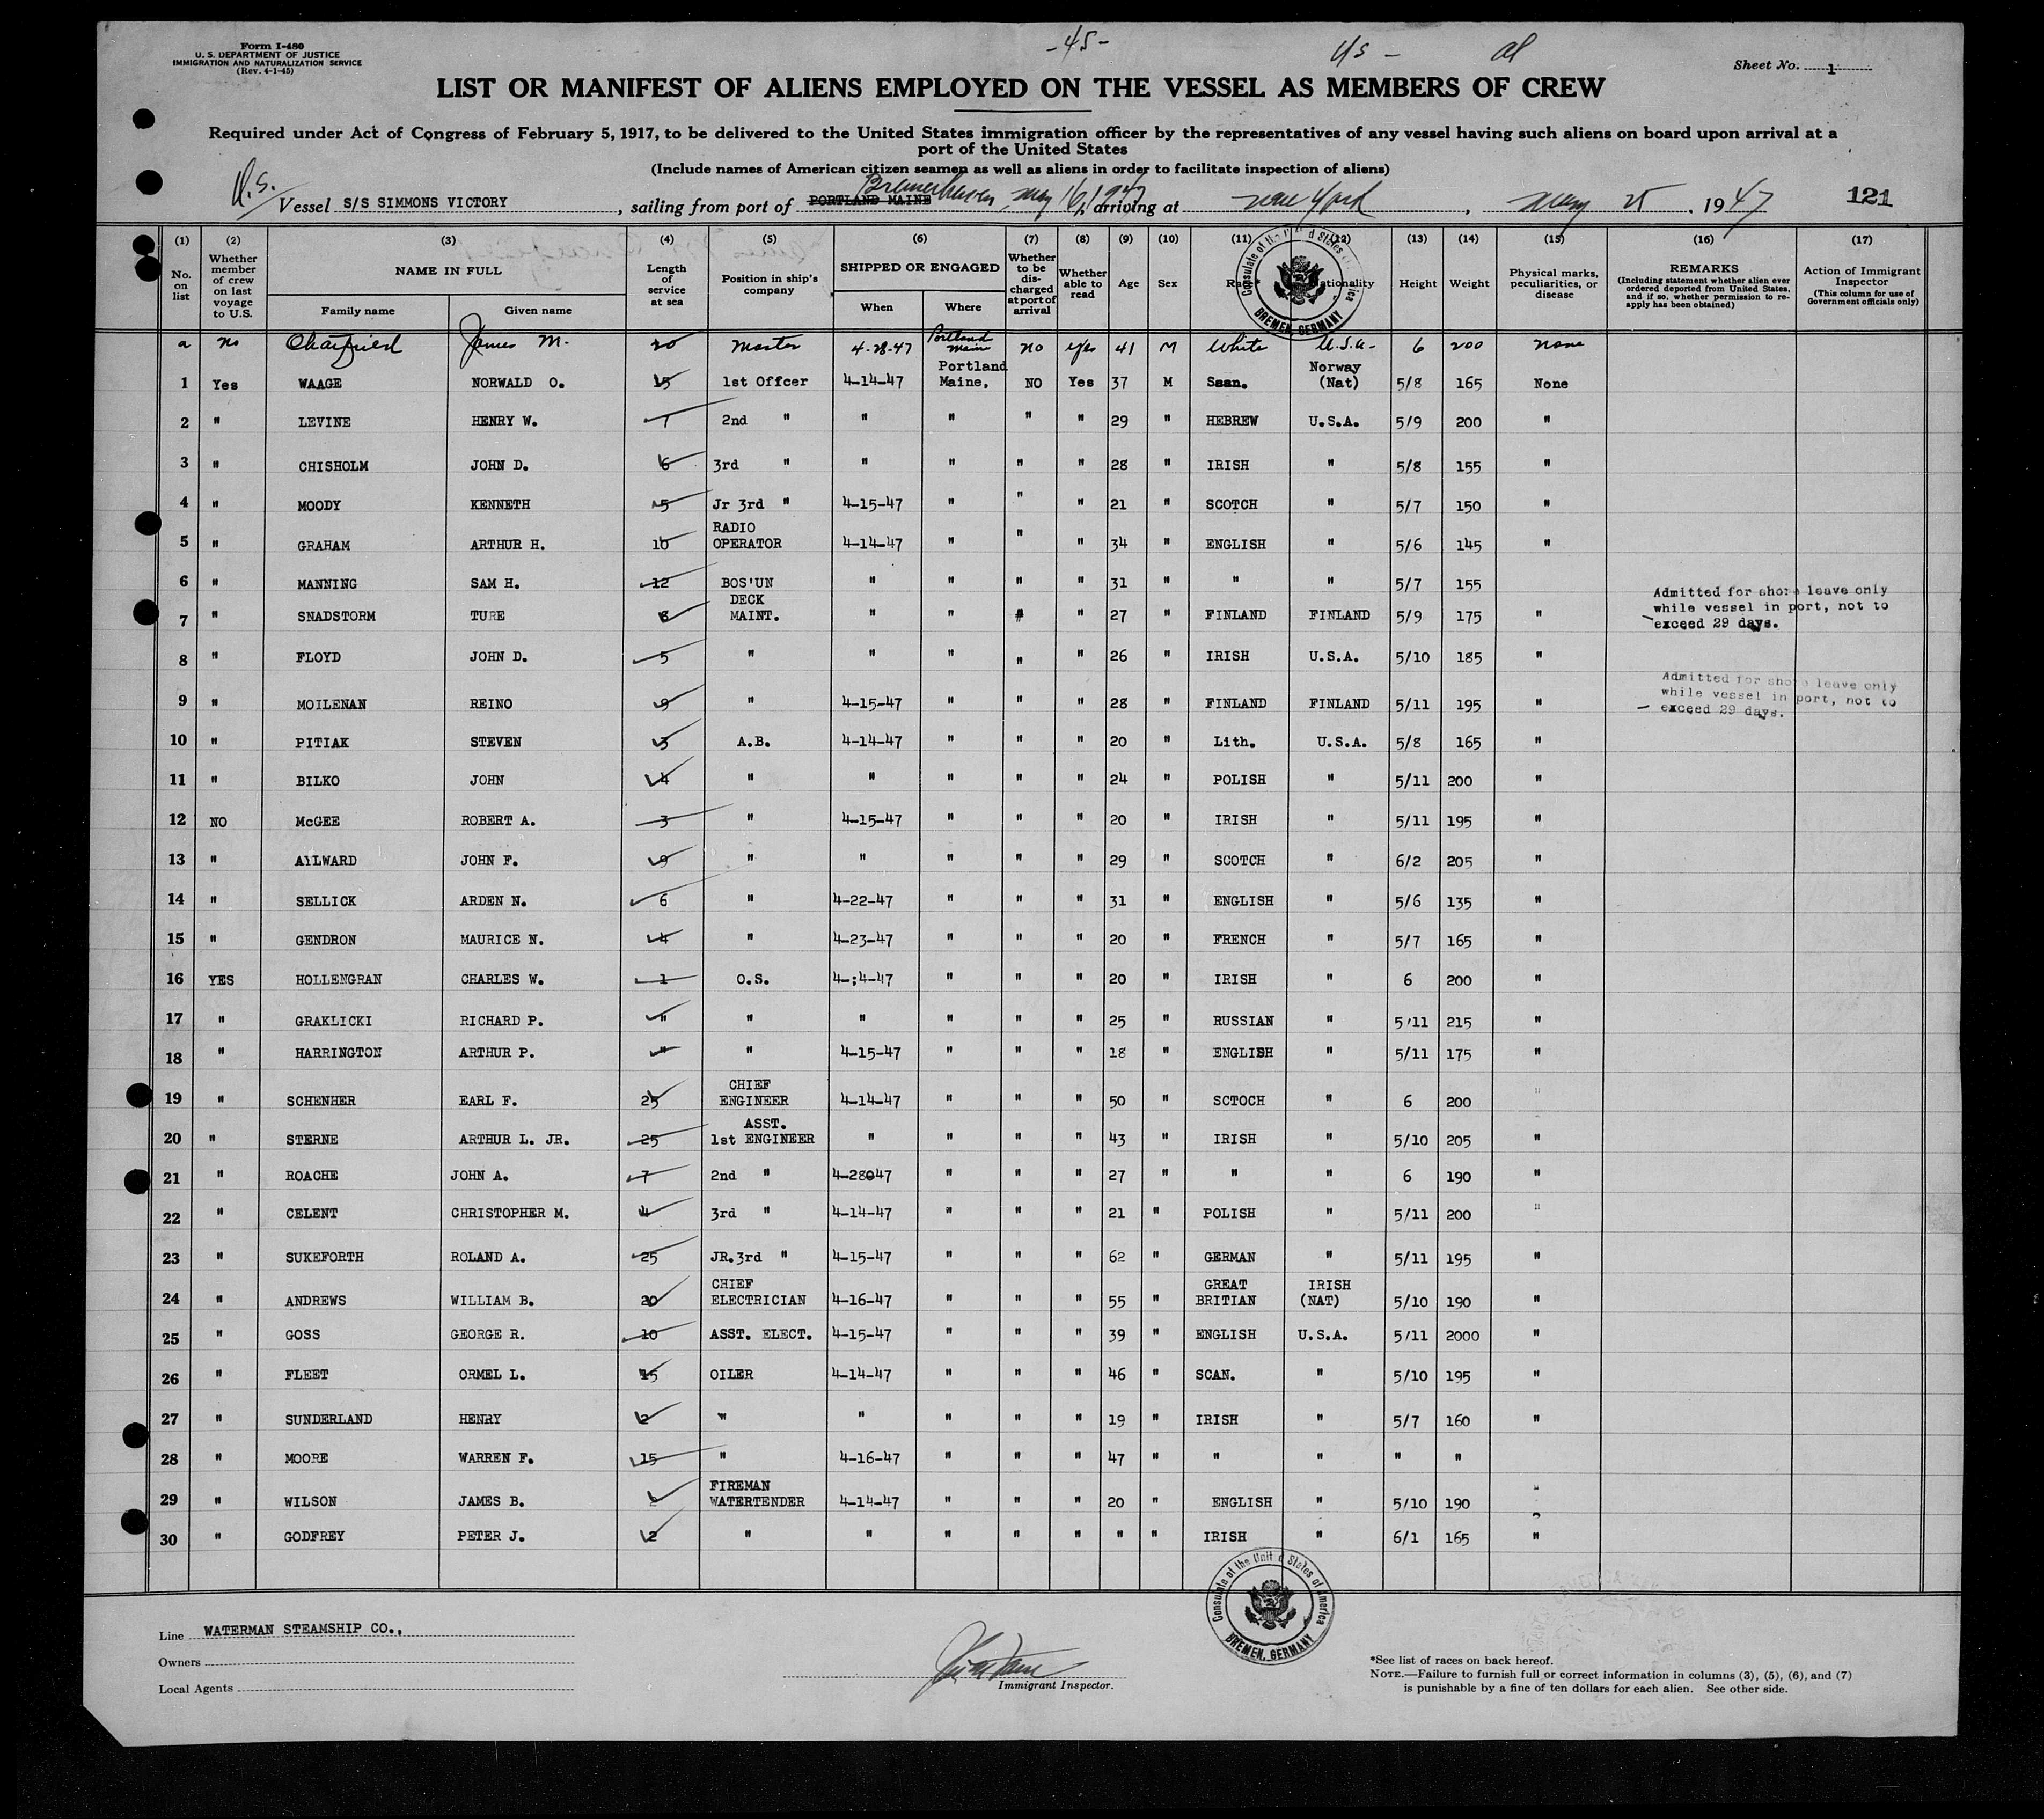 Form I-480
U. S. DEPARTMENT OF JUSTICE
IMMIGRATION AND NATURALIZATION SERVICE
(Rev. 4-1-45)
-45-
Sheet No. 1
LIST OR MANIFEST OF ALIENS EMPLOYED ON THE VESSEL AS MEMBERS OF CREW
Required under Act of Congress of February 5, 1917, to be delivered to the United States immigration officer by the representatives of any vessel having such aliens on board upon arrival at a
port of the United States
(Include names of American citizen seamen as well as aliens in order to facilitate inspection of aliens)
Vessel S/S SIMMONS VICTORY, sailing from port of PORTLAND MAINE Bremerhaven, May 16, 1947, arriving at New York, May 25, 1947 121
(1) (2) (3) (4) (5) (6) (7) (8) (9) (10) (11) (12) (13) (14) (15) (16) (17)
No. on list Whether member of crew on last voyage to U.S. NAME IN FULL Family name Given name Length of service at sea Position in ship's company SHIPPED OR ENGAGED When Where Whether to be discharged at port of arrival Whether able to read Age Sex Race Nationality Height Weight Physical marks, peculiarities, or disease REMARKS (Including statement whether alien ever ordered deported from United States, and if so, whether permission to reapply has been obtained) Action of Immigrant Inspector (This column for use of Government officials only)
Consulate of the United States of America BREMEN, GERMANY
a no James M. 20 Master 4-28-47 Portland Maine no yes 41 M White U.S.A. 6 200 none
1 Yes WAAGE NORWALD O. 15 1st Offcer 4-14-47 Portland Maine, NO Yes 37 M Saan. Norway (Nat) 5/8 165 None
2 " LEVINE HENRY W. 7 2nd " " " " " 29 " HEBREW U.S.A. 5/9 200 "
3 " CHISHOLM JOHN D. 6 3rd " " " " " 28 " IRISH " 5/8 155 "
4 " MOODY KENNETH 5 Jr 3rd " 4-15-47 " " " 21 " SCOTCH " 5/7 150 "
5 " GRAHAM ARTHUR H. 10 RADIO OPERATOR 4-14-47 " " " 34 " ENGLISH " 5/6 145 "
6 " MANNING SAM H. 12 BOS'UN " " " " 31 " " " 5/7 155
7 " SNADSTORM TURE 8 DECK MAINT. " " " " 27 " FINLAND FINLAND 5/9 175 " Admitted for shore leave only while vessel in port, not to exceed 29 days.
8 " FLOYD JOHN D. 5 " " " " " 26 " IRISH U.S.A. 5/10 185 "
9 " MOILENAN REINO 9 " 4-15-47 " " " 28 " FINLAND FINLAND 5/11 195 " Admitted for shore leave only while vessel in port, not to exceed 29 days.
10 " PITIAK STEVEN 3 A.B. 4-14-47 " " " 20 " Lith. U.S.A. 5/8 165 "
11 " BILKO JOHN 4 " " " " " 24 " POLISH " 5/11 200 "
12 NO McGEE ROBERT A. 3 " 4-15-47 " " " 20 " IRISH " 5/11 195 "
13 " AYLWARD JOHN F. 9 " " " " " 29 " SCOTCH " 6/2 205 "
14 " SELLICK ARDEN N. 6 " 4-22-47 " " " 31 " ENGLISH " 5/6 135 "
15 " GENDRON MAURICE N. 4 " 4-23-47 " " " 20 " FRENCH " 5/7 165 "
16 YES HOLLENGRAN CHARLES W. 1 O.S. 4-;4-47 " " " 20 " IRISH " 6 200 "
17 " GRAKLICKI RICHARD P. " " " " " " 25 " RUSSIAN " 5/11 215 "
18 " HARRINGTON ARTHUR P. " " 4-15-47 " " " 18 " ENGLISH " 5/11 175 "
19 " SCHENHER EARL F. 25 CHIEF ENGINEER 4-14-47 " " " 50 " SCTOCH " 6 200 "
20 " STERNE ARTHUR L. JR. 25 ASST. 1st ENGINEER " " " " 43 " IRISH " 5/10 205 "
21 " ROACHE JOHN A. 7 2nd " 4-28047 " " " 27 " " " 6 190 "
22 " CELENT CHRISTOPHER M. 4 3rd " 4-14-47 " " " 21 " POLISH " 5/11 200 "
23 " SUKEFORTH ROLAND A. 25 JR.3rd " 4-15-47 " " " 62 " GERMAN " 5/11 195 "
24 " ANDREWS WILLIAM B. 20 CHIEF ELECTRICIAN 4-16-47 " " " 55 " GREAT BRITIAN IRISH (NAT) 5/10 190 "
25 " GOSS GEORGE R. 10 ASST. ELECT. 4-15-47 " " " 39 " ENGLISH U.S.A. 5/11 2000 "
26 " FLEET ORMEL L. 15 OILER 4-14-47 " " " 46 " SCAN. " 5/10 195 "
27 " SUNDERLAND HENRY 2 " " " " " 19 " IRISH " 5/7 160 "
28 " MOORE WARREN F. 15 " 4-16-47 " " " 47 " " " " " "
29 " WILSON JAMES B. 2 FIREMAN WATERTENDER 4-14-47 " " " 20 " ENGLISH " 5/10 190 "
30 " GODFREY PETER J. 2 " " " " " " " IRISH " 6/1 165 "
Consulate of the United States of America BREMEN, GERMANY
Line WATERMAN STEAMSHIP CO.,
Owners
Local Agents
Immigrant Inspector.
*See list of races on back hereof.
NOTE.—Failure to furnish full or correct information in columns (3), (5), (6), and (7)
is punishable by a fine of ten dollars for each alien. See other side.